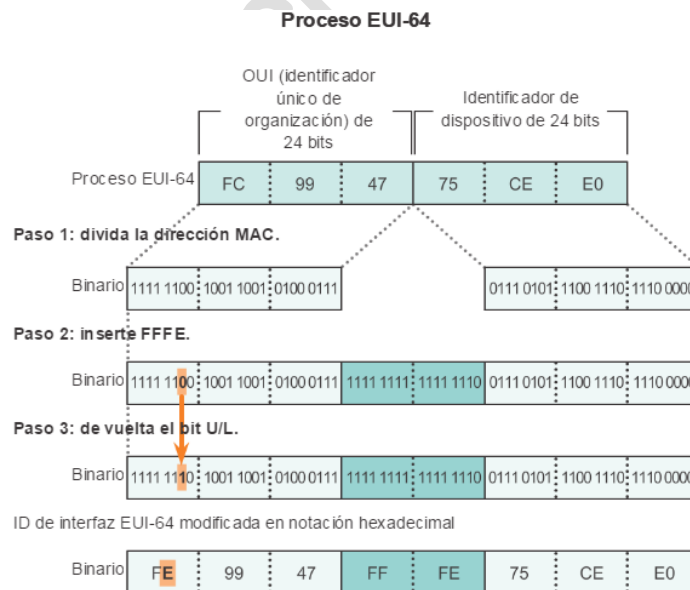 Proceso EUI-64
OUI (identificador
único de
organización) de
24 bits
Identificador de
dispositivo de 24 bits
Proceso EUI-64 FC 99 47 75 CE E0
Paso 1: divida la dirección MAC.
Binario 1111 1100 1001 1001 0100 0111 0111 0101 1100 1110 1110 0000
Paso 2: inserte FFFE.
Binario 1111 1100 1001 1001 0100 0111 1111 1111 1111 1110 0111 0101 1100 1110 1110 0000
Paso 3: de vuelta el bit U/L.
Binario 1111 1110 1001 1001 0100 0111 1111 1111 1111 1110 0111 0101 1100 1110 1110 0000
ID de interfaz EUI-64 modificada en notación hexadecimal
Binario FE 99 47 FF FE 75 CE E0